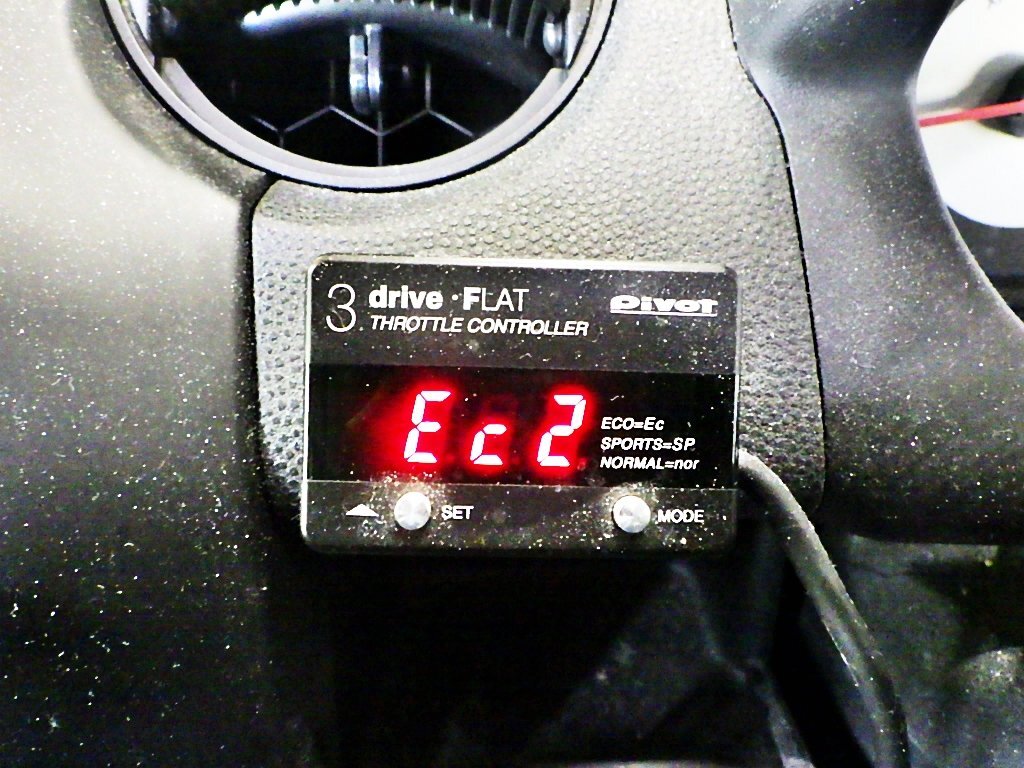 3 drive · FLAT
THROTTLE CONTROLLER
Pivot
Ec2
ECO=Ec
SPORTS=SP
NORMAL=nor
SET
MODE